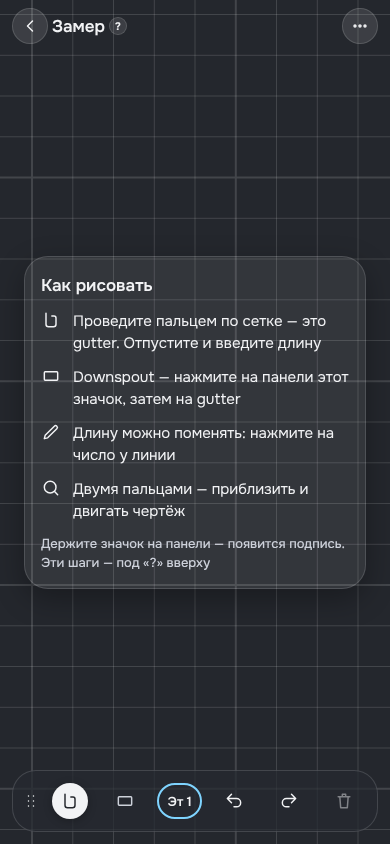 Замер ?
Как рисовать
Проведите пальцем по сетке — это
gutter. Отпустите и введите длину
Downspout — нажмите на панели этот
значок, затем на gutter
Длину можно поменять: нажмите на
число у линии
Двумя пальцами — приблизить и
двигать чертёж
Держите значок на панели — появится подпись.
Эти шаги — под «?» вверху
Эт 1